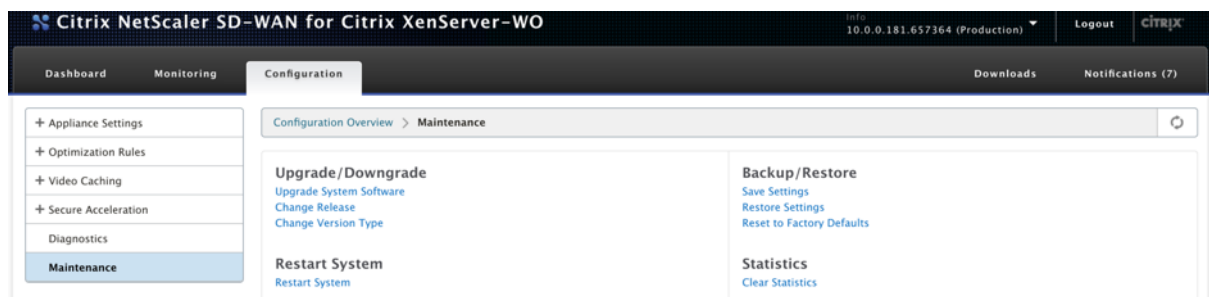 Citrix NetScaler SD-WAN for Citrix XenServer-WO
Info
10.0.0.181.657364 (Production)
Logout
CITRIX
Dashboard
Monitoring
Configuration
Downloads
Notifications (7)
+ Appliance Settings
+ Optimization Rules
+ Video Caching
+ Secure Acceleration
Diagnostics
Maintenance
Configuration Overview > Maintenance
Upgrade/Downgrade
Upgrade System Software
Change Release
Change Version Type
Restart System
Restart System
Backup/Restore
Save Settings
Restore Settings
Reset to Factory Defaults
Statistics
Clear Statistics